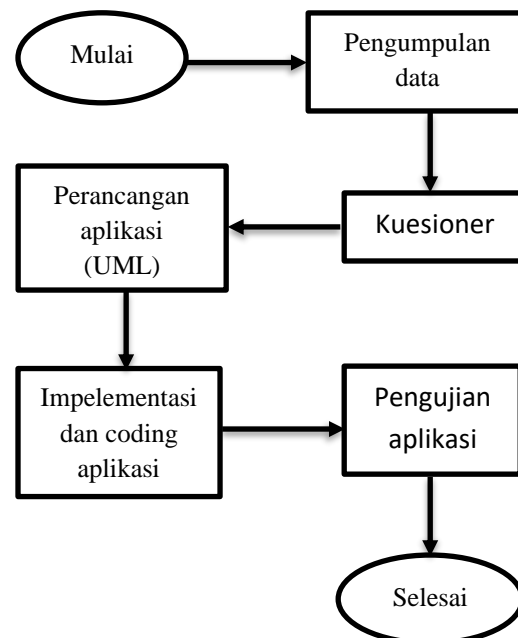 Mulai
Pengumpulan
data
Kuesioner
Perancangan
aplikasi
(UML)
Impelementasi
dan coding
aplikasi
Pengujian
aplikasi
Selesai